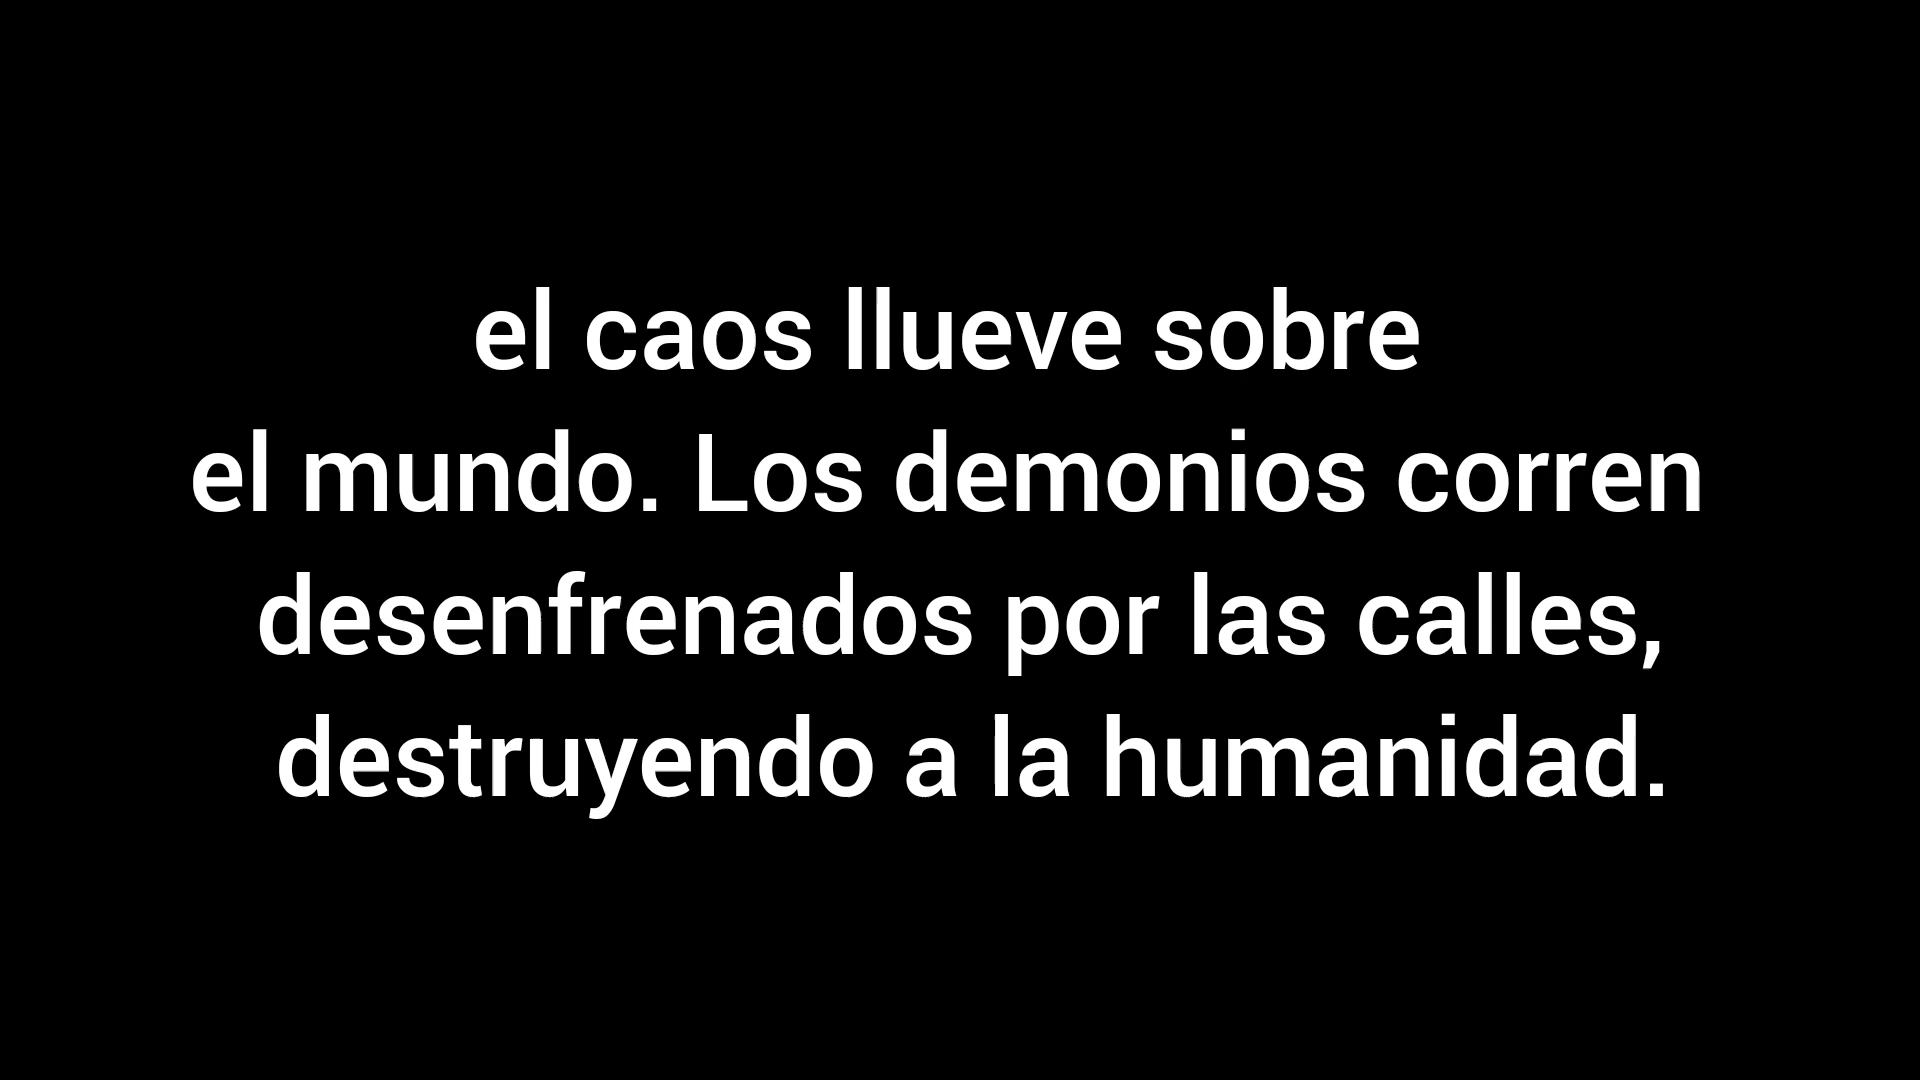 el caos llueve sobre
el mundo. Los demonios corren
desenfrenados por las calles,
destruyendo a la humanidad.